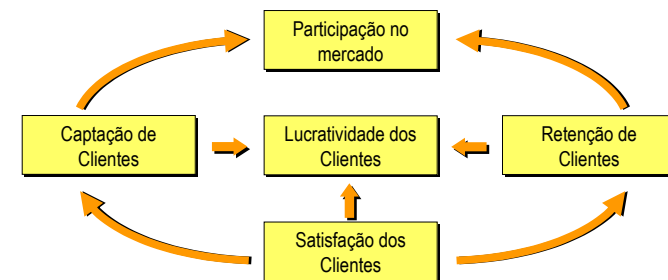 Participação no
mercado
Captação de
Clientes
Lucratividade dos
Clientes
Retenção de
Clientes
Satisfação dos
Clientes